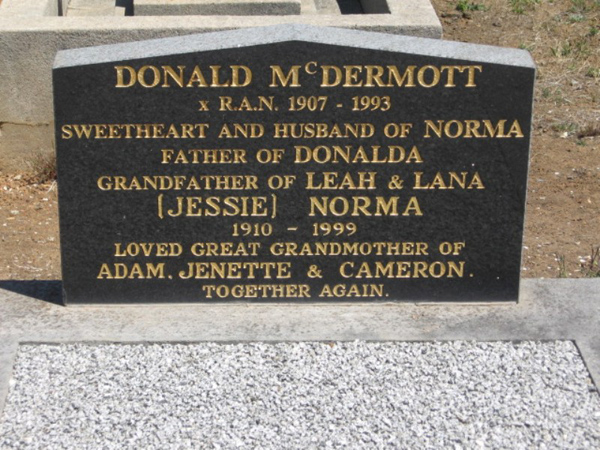 DONALD McDERMOTT
x R.A.N. 1907 - 1993
SWEETHEART AND HUSBAND OF NORMA
FATHER OF DONALDA
GRANDFATHER OF LEAH & LANA
(JESSIE) NORMA
1910 - 1999
LOVED GREAT GRANDMOTHER OF
ADAM, JENETTE & CAMERON.
TOGETHER AGAIN.